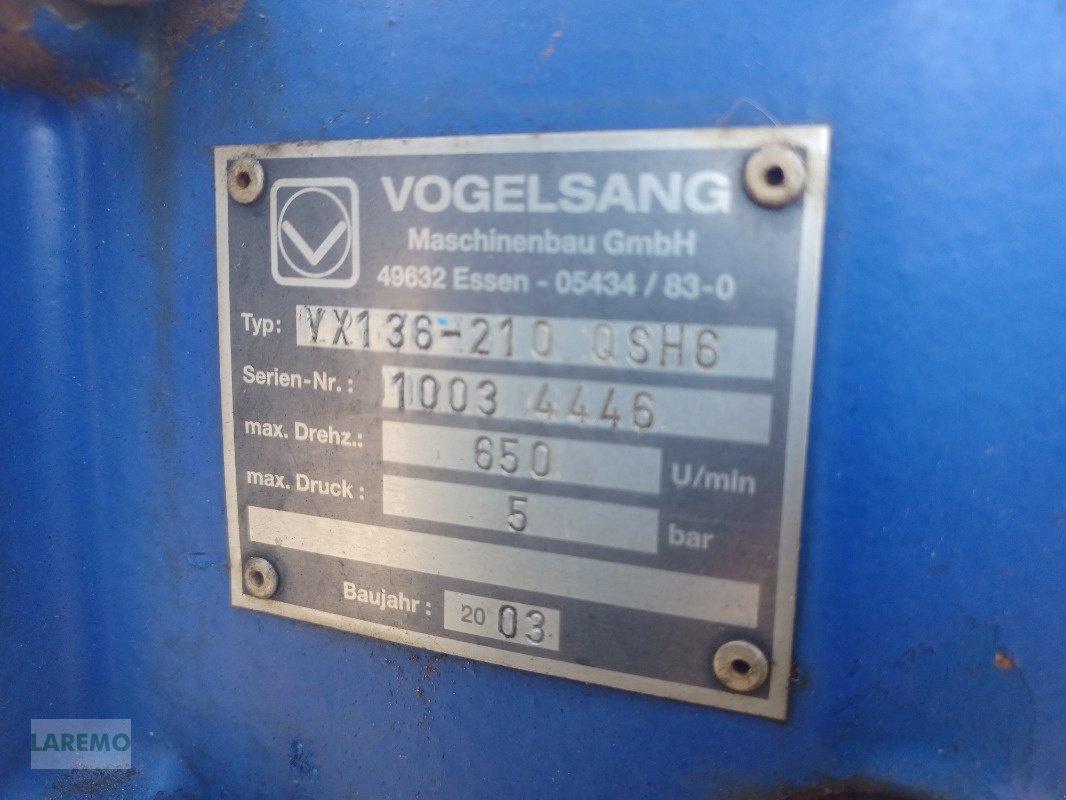 VOGELSANG
Maschinenbau GmbH
49632 Essen - 05434 / 83-0
Typ: VX136-210 QSH6
Serien-Nr.: 1003 4446
max. Drehz.: 650 U/min
max. Druck: 5 bar
Baujahr: 2003
LAREMO